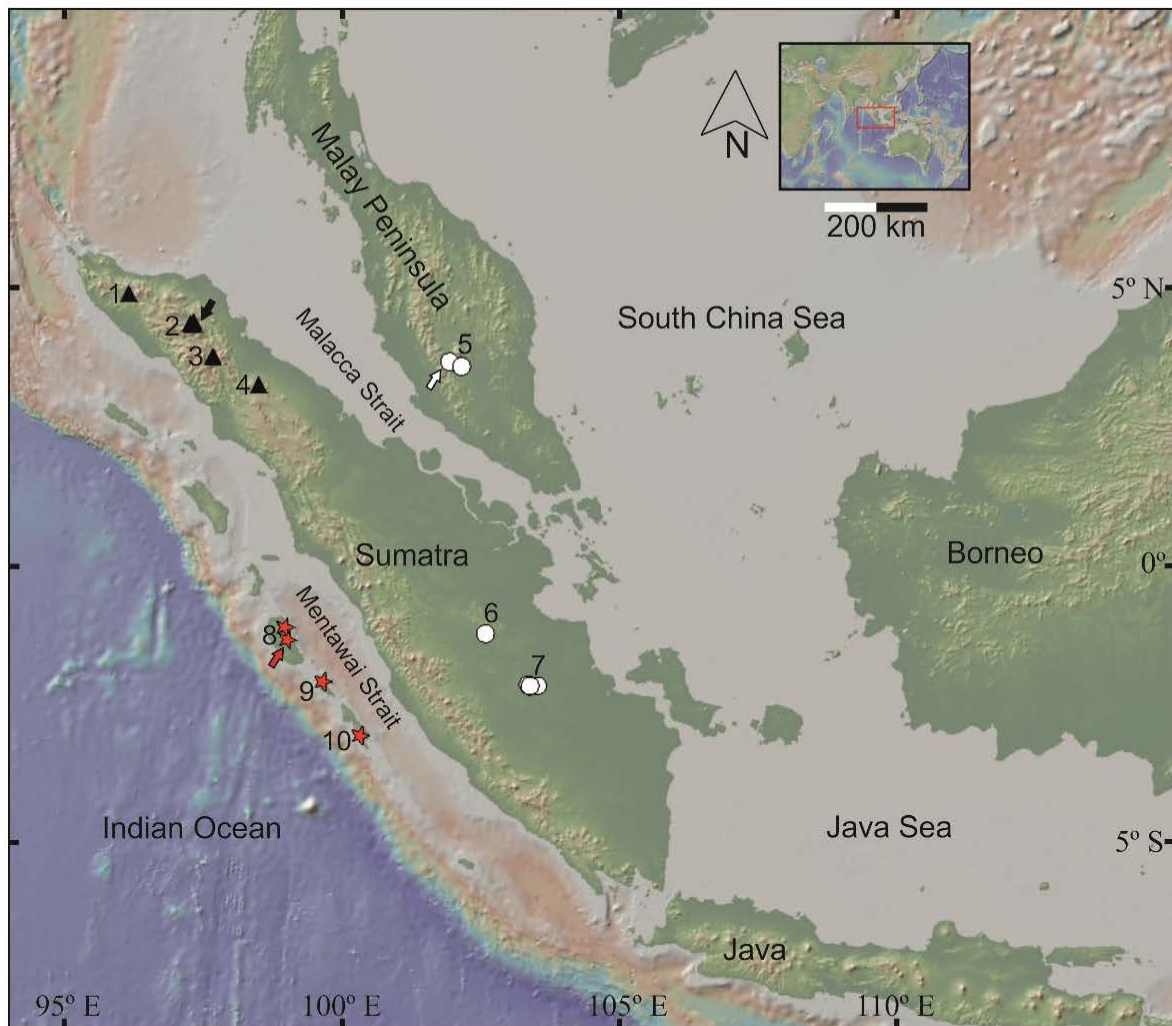 N
200 km
Malay Peninsula
5º N
1
2
3
4
5
Malacca Strait
South China Sea
Sumatra
Borneo
0º
6
Mentawai Strait
8
7
9
10
Indian Ocean
Java Sea
5º S
Java
95º E
100º E
105º E
110º E